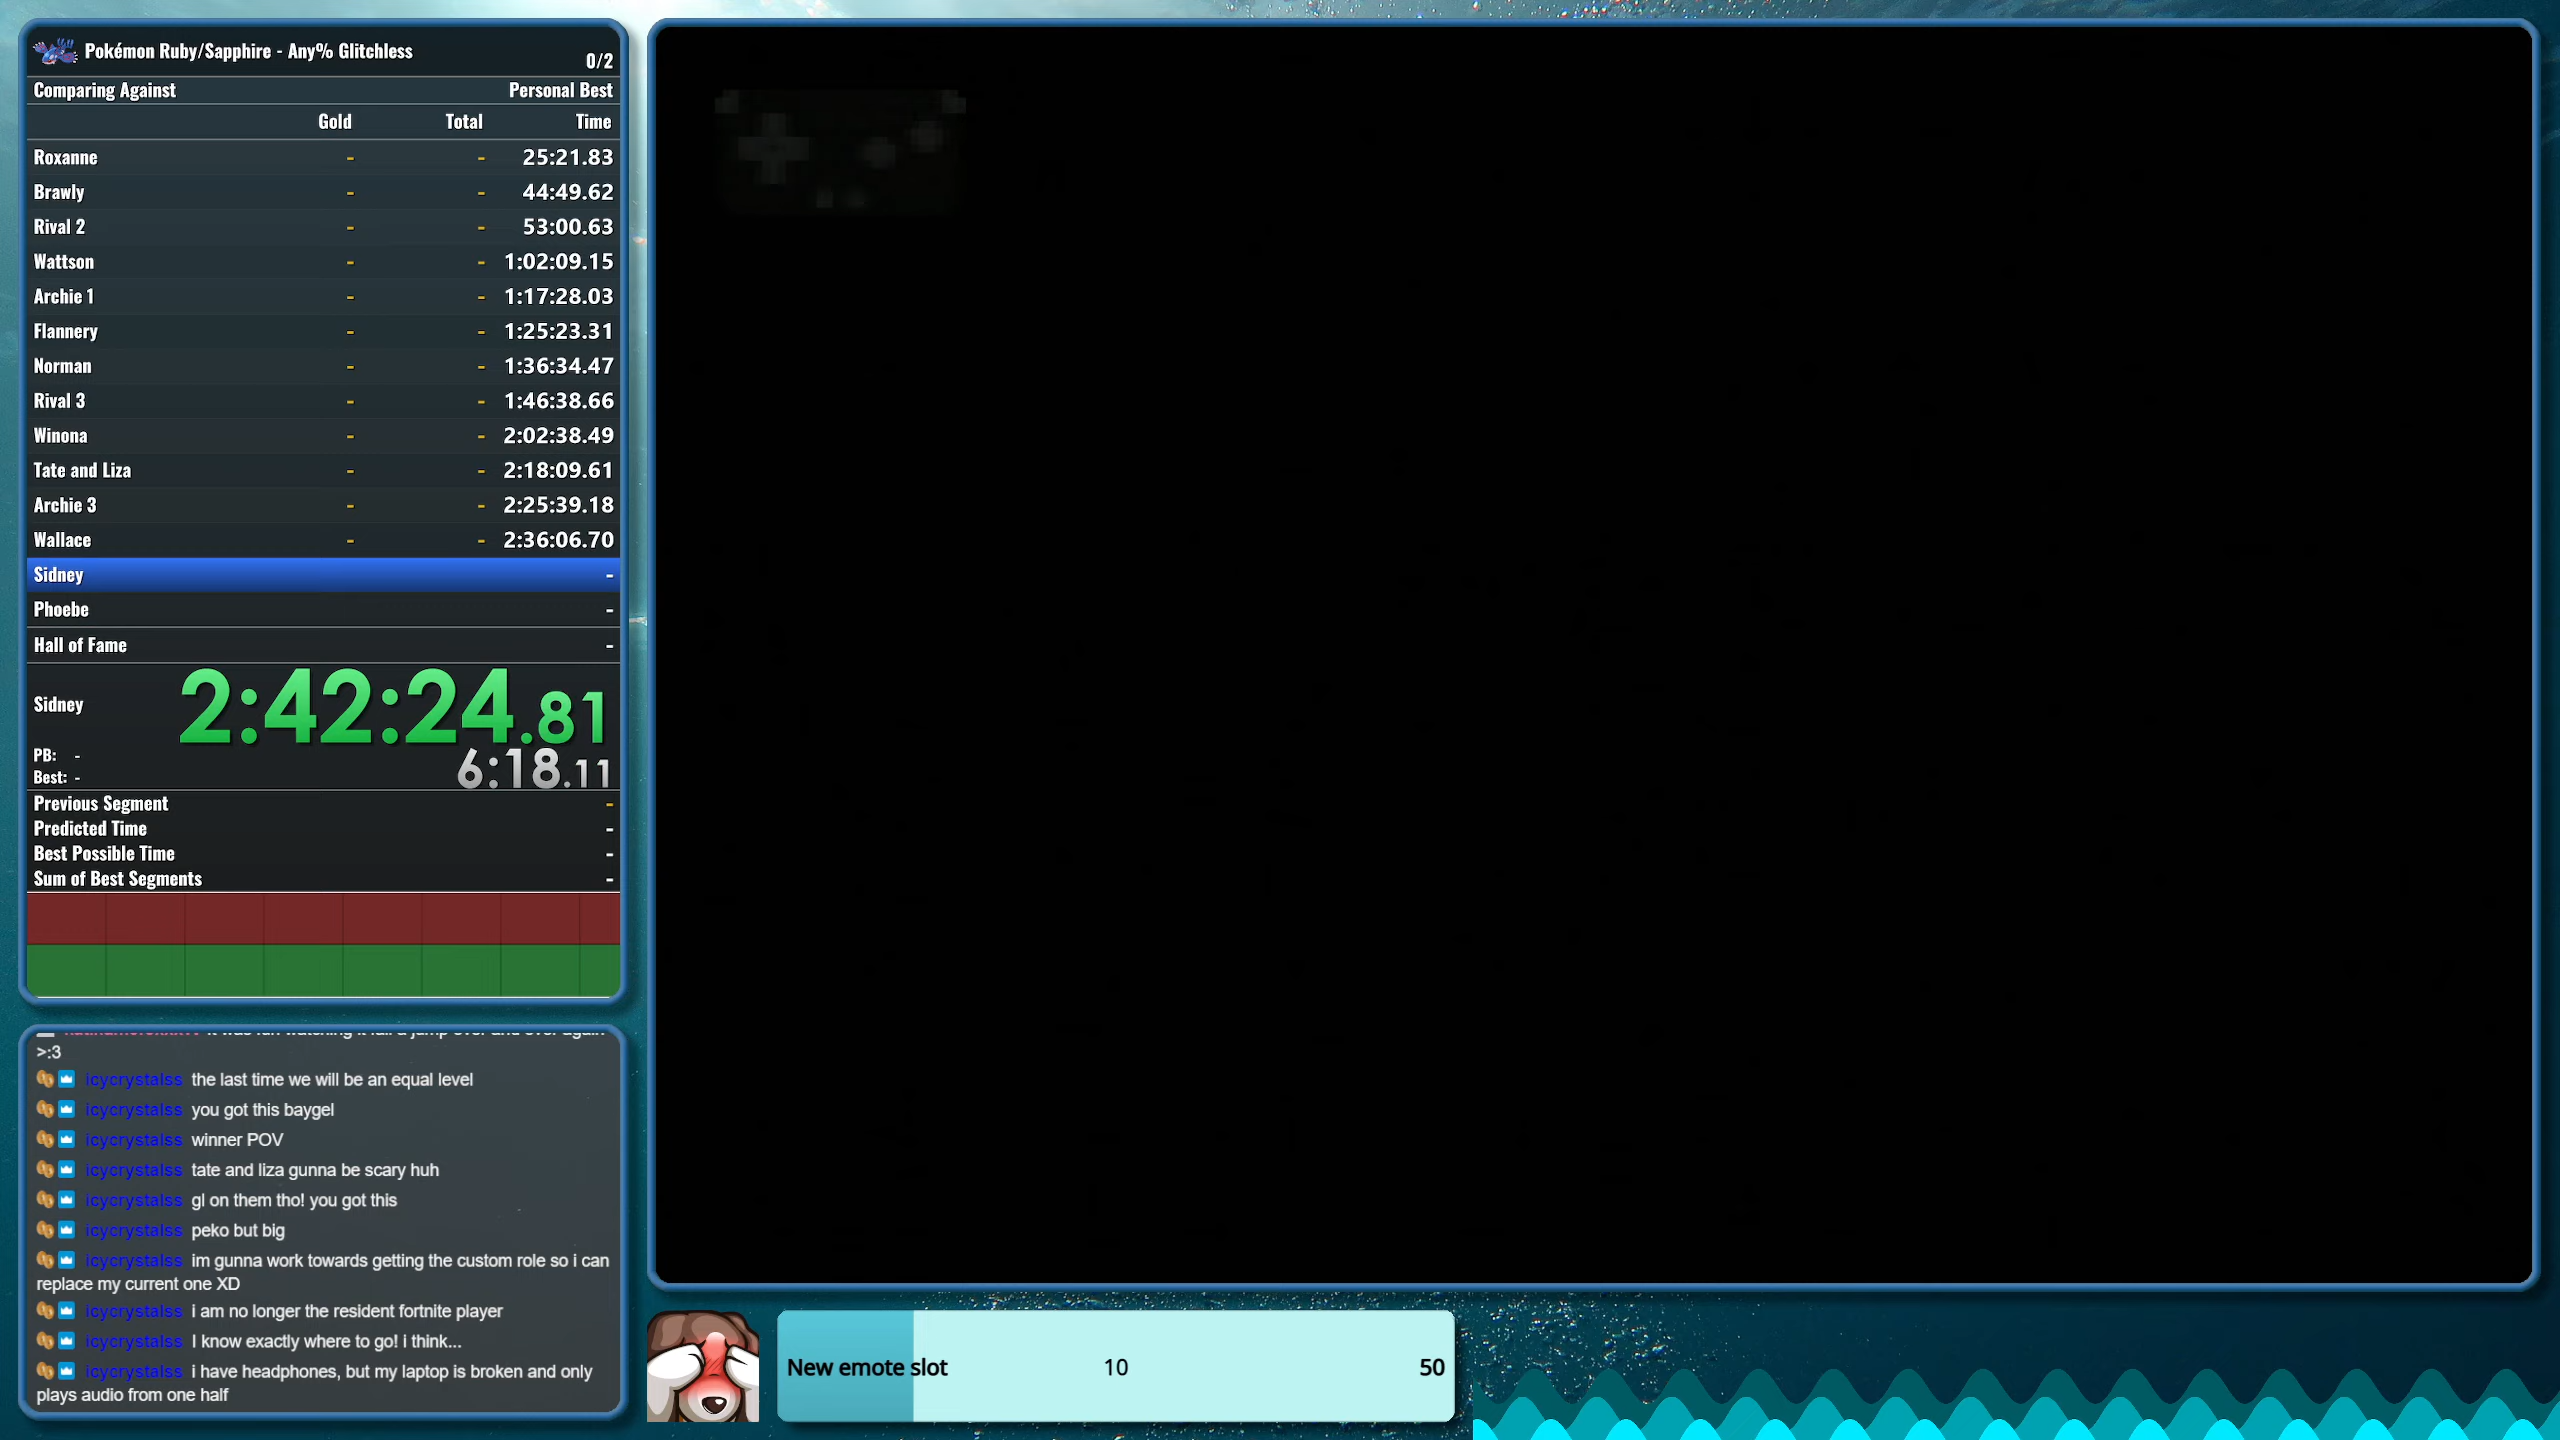 Pokémon Ruby/Sapphire - Any% Glitchless
0/2
Comparing Against Personal Best
Gold Total Time
Roxanne - - 25:21.83
Brawly - - 44:49.62
Rival 2 - - 53:00.63
Wattson - - 1:02:09.15
Archie 1 - - 1:17:28.03
Flannery - - 1:25:23.31
Norman - - 1:36:34.47
Rival 3 - - 1:46:38.66
Winona - - 2:02:38.49
Tate and Liza - - 2:18:09.61
Archie 3 - - 2:25:39.18
Wallace - - 2:36:06.70
Sidney -
Phoebe -
Hall of Fame -
Sidney 2:42:24.81
PB: -
Best: -
6:18.11
Previous Segment -
Predicted Time -
Best Possible Time -
Sum of Best Segments -
>:3
icycrystalss the last time we will be an equal level
icycrystalss you got this baygel
icycrystalss winner POV
icycrystalss tate and liza gunna be scary huh
icycrystalss gl on them tho! you got this
icycrystalss peko but big
icycrystalss im gunna work towards getting the custom role so i can
replace my current one XD
icycrystalss i am no longer the resident fortnite player
icycrystalss I know exactly where to go! i think...
icycrystalss i have headphones, but my laptop is broken and only
plays audio from one half
New emote slot 10 50